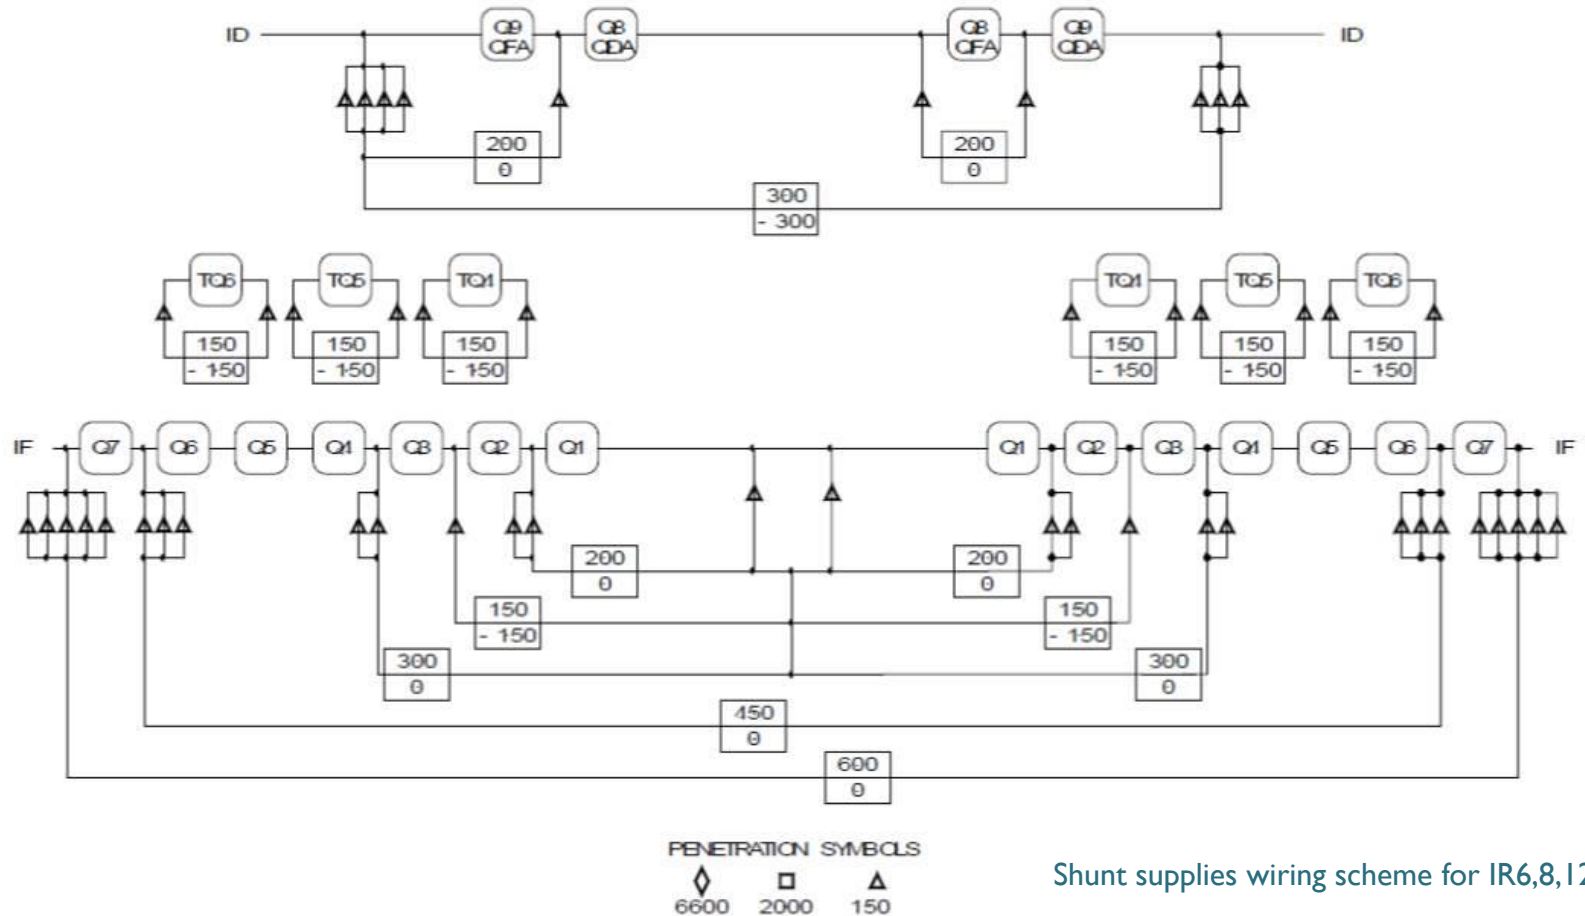 ID Q9 QFA Q8 QDA Q8 QFA Q9 QDA ID
200 0 200 0
300 - 300
TQ6 TQ5 TQ4 TQ4 TQ5 TQ6
150 - 150 150 - 150 150 - 150 150 - 150 150 - 150 150 - 150
IF Q7 Q6 Q5 Q4 Q3 Q2 Q1 Q1 Q2 Q3 Q4 Q5 Q6 Q7 IF
200 0 200 0
150 - 150 150 - 150
300 0 300 0
450 0
600 0
PENETRATION SYMBOLS
6600 2000 150
Shunt supplies wiring scheme for IR6,8,12